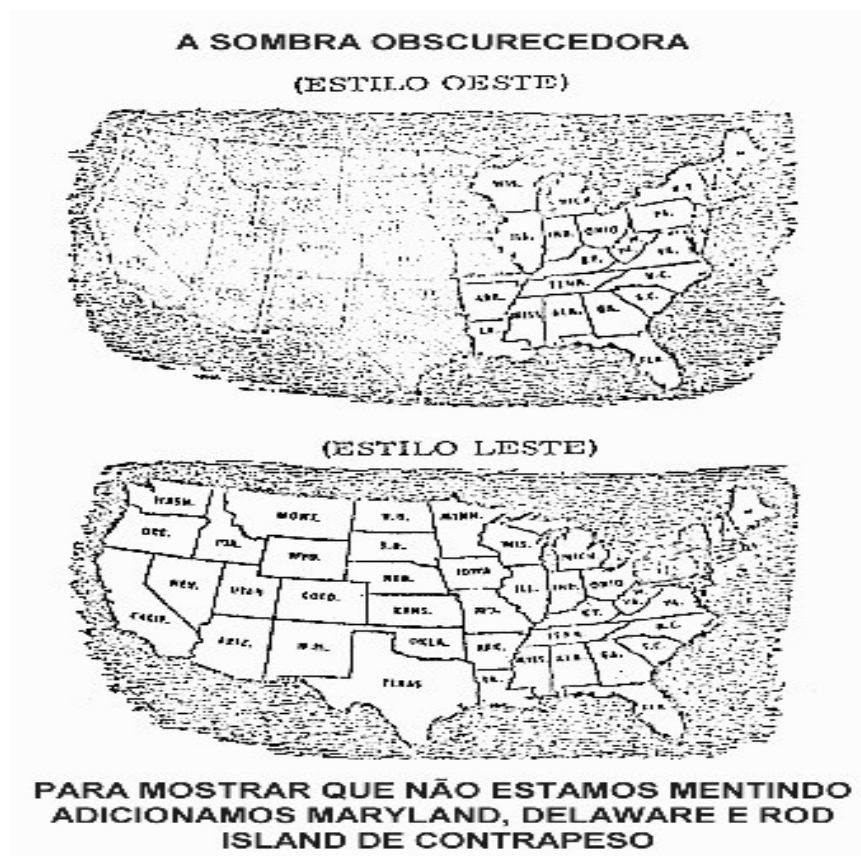 A SOMBRA OBSCURECEDORA
(ESTILO OESTE)
WIS.
MICH
N.Y.
PA.
ILL. IND. OHIO
W. VA.
KY. N.C.
TENN.
ARK. S.C.
MISS ALA. GA.
LA.
FLA.
(ESTILO LESTE)
WASH.
MONT. N.D. MINN.
ORE.
IDA. S.D. WIS.
WYO. MICH
NEB. IOWA
NEV. UTAH COLO. ILL. IND. OHIO
KANS. MO. W. VA. VA.
CALIF. KY.
N.C.
ARIZ. N.M. OKLA. ARK. TENN. S.C.
MISS ALA. GA.
TEXAS LA.
FLA.
PARA MOSTRAR QUE NÃO ESTAMOS MENTINDO
ADICIONAMOS MARYLAND, DELAWARE E ROD
ISLAND DE CONTRAPESO